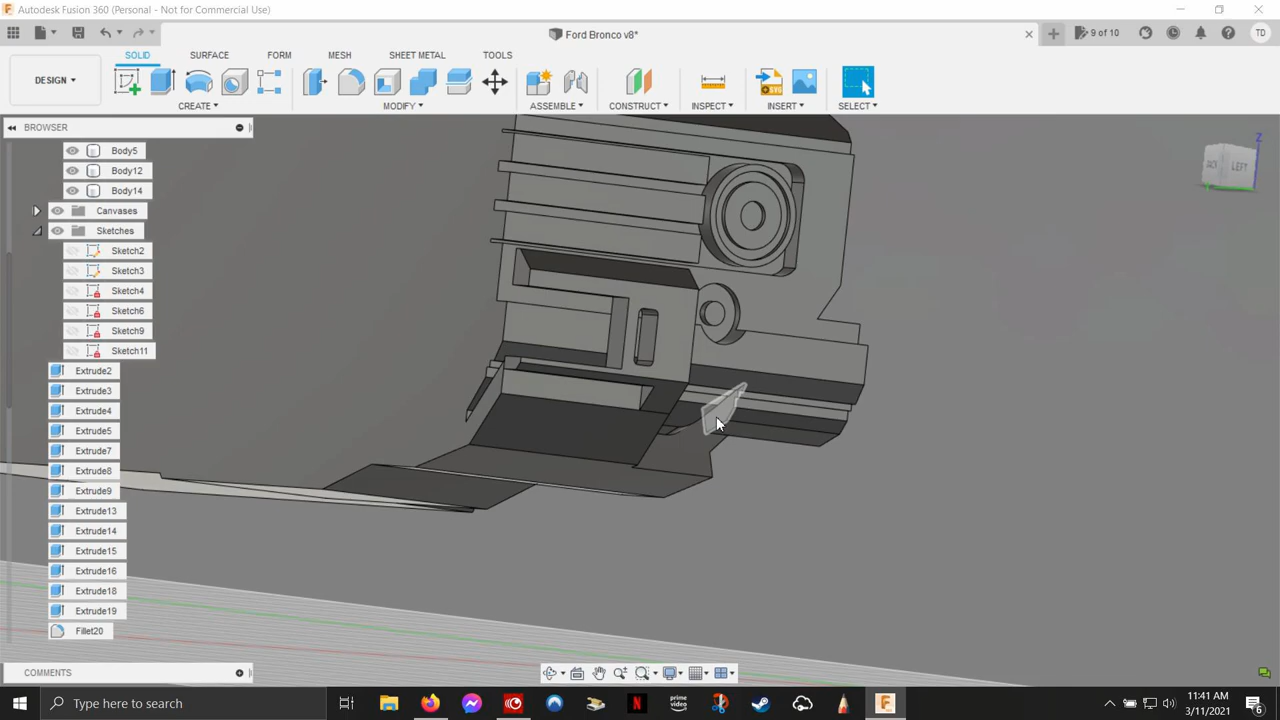 Autodesk Fusion 360 (Personal - Not for Commercial Use)
Ford Bronco v8*
9 of 10
TD
DESIGN
SOLID
SURFACE
FORM
MESH
SHEET METAL
TOOLS
CREATE
MODIFY
ASSEMBLE
CONSTRUCT
INSPECT
INSERT
SELECT
BROWSER
Body5
Body12
Body14
Canvases
Sketches
Sketch2
Sketch3
Sketch4
Sketch6
Sketch9
Sketch11
Extrude2
Extrude3
Extrude4
Extrude5
Extrude7
Extrude8
Extrude9
Extrude13
Extrude14
Extrude15
Extrude16
Extrude18
Extrude19
Fillet20
Z
LEFT
COMMENTS
Type here to search
prime
video
11:41 AM
3/11/2021
6